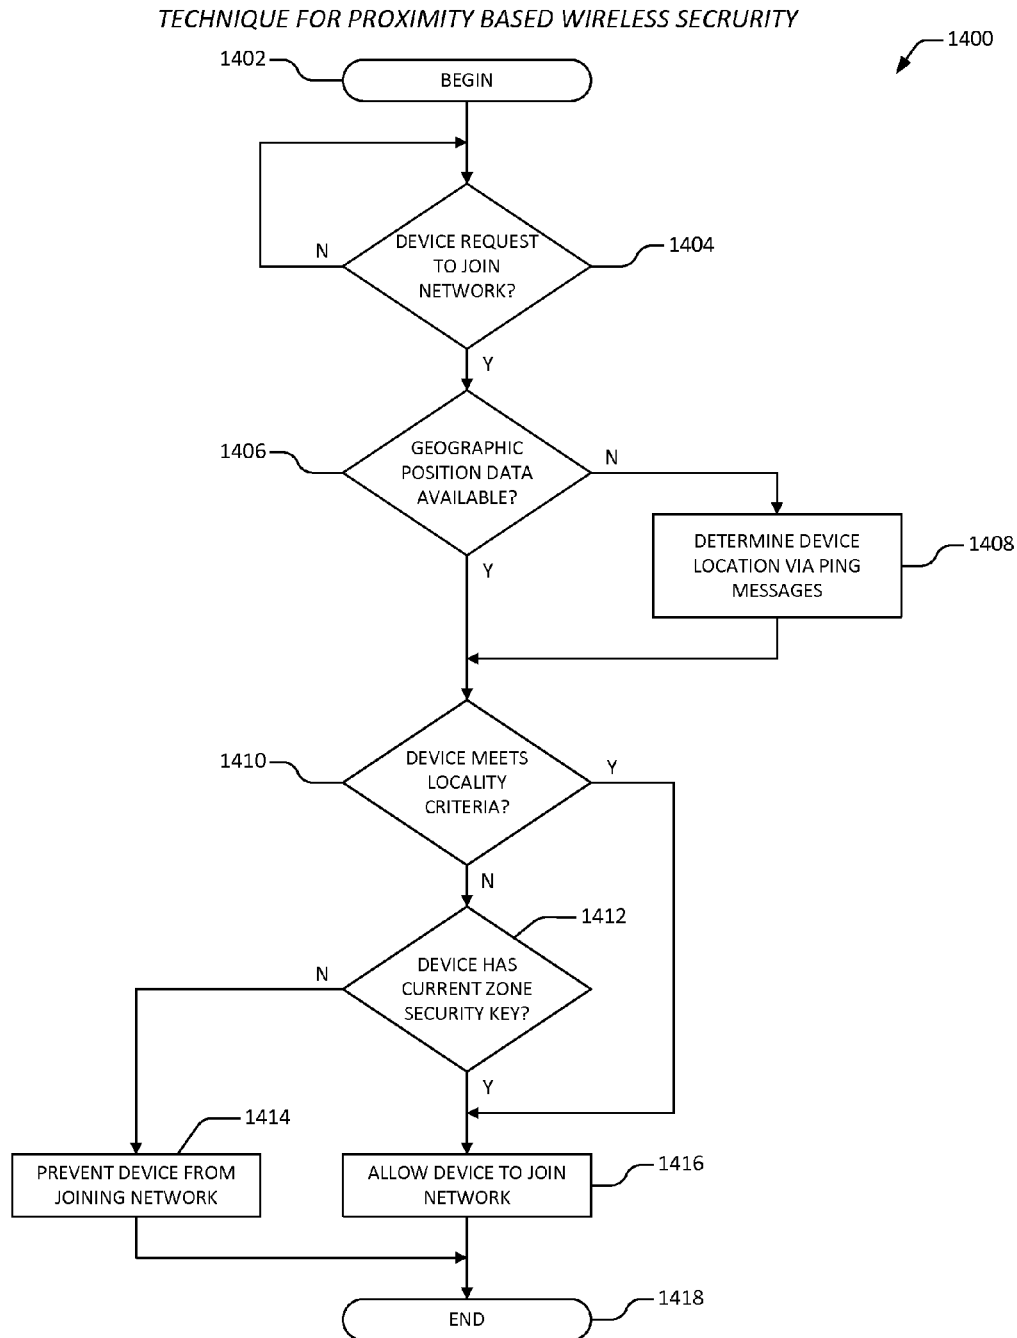 TECHNIQUE FOR PROXIMITY BASED WIRELESS SECRURITY
1400
1402
BEGIN
N
DEVICE REQUEST
TO JOIN
NETWORK?
1404
Y
1406
GEOGRAPHIC
POSITION DATA
AVAILABLE?
N
Y
DETERMINE DEVICE
LOCATION VIA PING
MESSAGES
1408
1410
DEVICE MEETS
LOCALITY
CRITERIA?
Y
N
1412
N
DEVICE HAS
CURRENT ZONE
SECURITY KEY?
Y
1414
PREVENT DEVICE FROM
JOINING NETWORK
ALLOW DEVICE TO JOIN
NETWORK
1416
END
1418